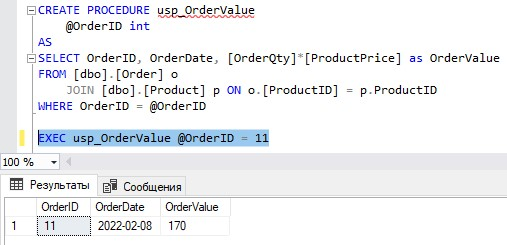 CREATE PROCEDURE usp_OrderValue
@OrderID int
AS
SELECT OrderID, OrderDate, [OrderQty]*[ProductPrice] as OrderValue
FROM [dbo].[Order] o
JOIN [dbo].[Product] p ON o.[ProductID] = p.ProductID
WHERE OrderID = @OrderID
EXEC usp_OrderValue @OrderID = 11
100 %
Результаты Сообщения
OrderID OrderDate OrderValue
1 11 2022-02-08 170